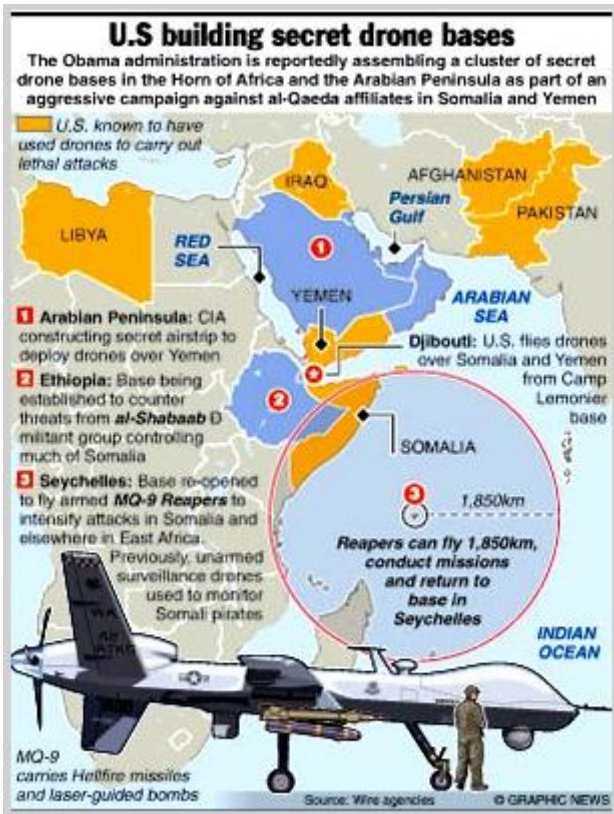 U.S building secret drone bases
The Obama administration is reportedly assembling a cluster of secret
drone bases in the Horn of Africa and the Arabian Peninsula as part of an
aggressive campaign against al-Qaeda affiliates in Somalia and Yemen
U.S. known to have
used drones to carry out
lethal attacks
IRAQ
AFGHANISTAN
PAKISTAN
Persian
Gulf
LIBYA
RED
SEA
1
YEMEN
ARABIAN
SEA
1 Arabian Peninsula: CIA
constructing secret airstrip to
deploy drones over Yemen
Djibouti: U.S. flies drones
over Somalia and Yemen
from Camp
Lemonier
base
2 Ethiopia: Base being
established to counter
threats from al-Shabaab Ð
militant group controlling
much of Somalia
2
SOMALIA
3 Seychelles: Base re-opened
to fly armed MQ-9 Reapers to
intensify attacks in Somalia and
elsewhere in East Africa.
Previously, unarmed
surveillance drones
used to monitor
Somali pirates
3
1,850km
Reapers can fly 1,850km,
conduct missions
and return to
base in
Seychelles
INDIAN
OCEAN
MQ-9
carries Hellfire missiles
and laser-guided bombs
Source: Wire agencies
© GRAPHIC NEWS